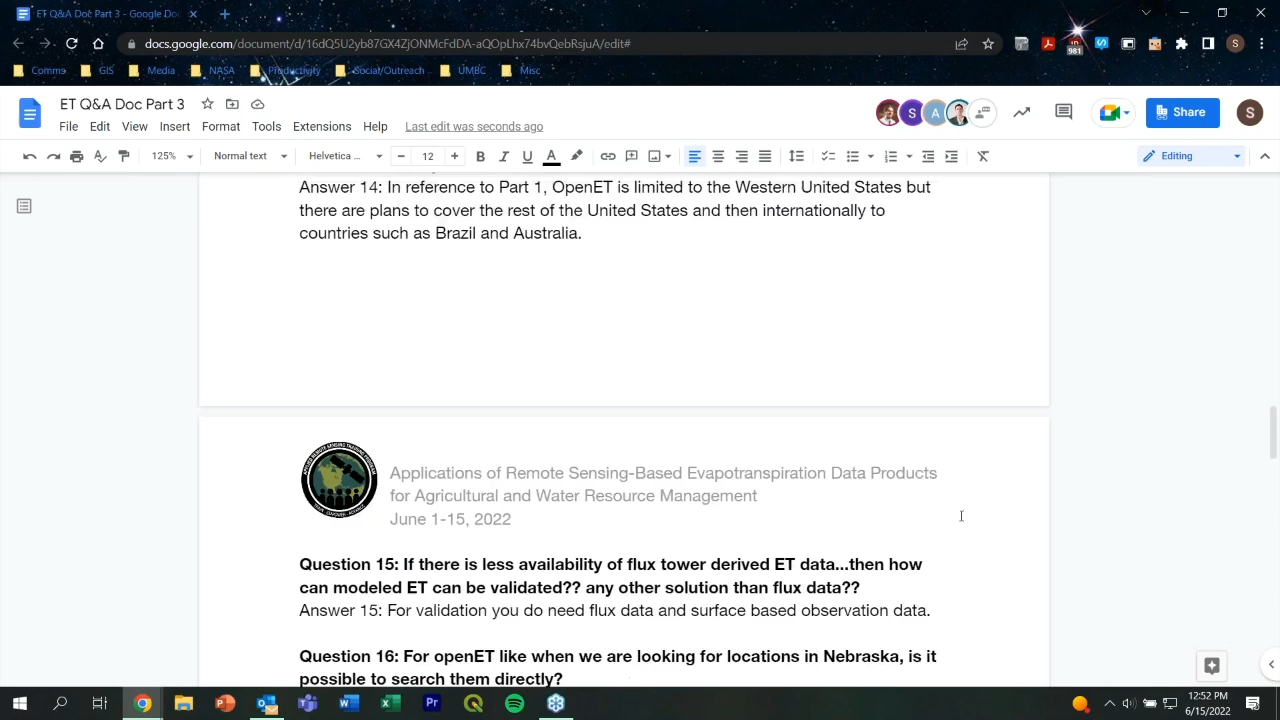 ET Q&A Doc Part 3 - Google Doc
docs.google.com/document/d/16dQ5U2yb87GX4ZjONMcFdDA-aQOpLhx74bvQebRsjuA/edit#
981
S
Comms GIS Media NASA Productivity Social/Outreach UMBC Misc
ET Q&A Doc Part 3
S A Share S
File Edit View Insert Format Tools Extensions Help Last edit was seconds ago
125% Normal text Helvetica ... 12 B I U A Editing
Answer 14: In reference to Part 1, OpenET is limited to the Western United States but
there are plans to cover the rest of the United States and then internationally to
countries such as Brazil and Australia.
Applications of Remote Sensing-Based Evapotranspiration Data Products
for Agricultural and Water Resource Management
June 1-15, 2022
Question 15: If there is less availability of flux tower derived ET data...then how
can modeled ET can be validated?? any other solution than flux data??
Answer 15: For validation you do need flux data and surface based observation data.
Question 16: For openET like when we are looking for locations in Nebraska, is it
possible to search them directly?
12:52 PM
6/15/2022